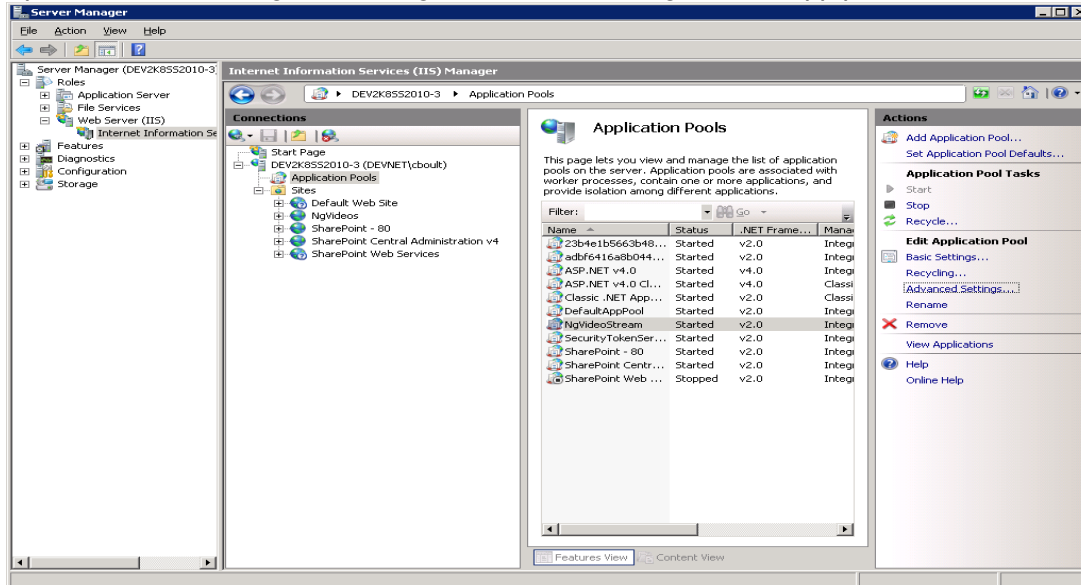 Server Manager
File Action View Help
Server Manager (DEV2K8SS2010-3
Roles
Application Server
File Services
Web Server (IIS)
Internet Information Se
Features
Diagnostics
Configuration
Storage
Internet Information Services (IIS) Manager
DEV2K8SS2010-3 Application Pools
Connections
Start Page
DEV2K8SS2010-3 (DEVNET\cboult)
Application Pools
Sites
Default Web Site
NgVideos
SharePoint - 80
SharePoint Central Administration v4
SharePoint Web Services
Application Pools
This page lets you view and manage the list of application
pools on the server. Application pools are associated with
worker processes, contain one or more applications, and
provide isolation among different applications.
Filter: Go
Name Status .NET Frame... Mana
23b4e1b5663b48... Started v2.0 Integr
adbf6416a8b044... Started v2.0 Integr
ASP.NET v4.0 Started v4.0 Integr
ASP.NET v4.0 Cl... Started v4.0 Classi
Classic .NET App... Started v2.0 Classi
DefaultAppPool Started v2.0 Integr
NgVideoStream Started v2.0 Integr
SecurityTokenSer... Started v2.0 Integr
SharePoint - 80 Started v2.0 Integr
SharePoint Centr... Started v2.0 Integr
SharePoint Web ... Stopped v2.0 Integr
Features View Content View
Actions
Add Application Pool...
Set Application Pool Defaults...
Application Pool Tasks
Start
Stop
Recycle...
Edit Application Pool
Basic Settings...
Recycling...
Advanced Settings...
Rename
Remove
View Applications
Help
Online Help